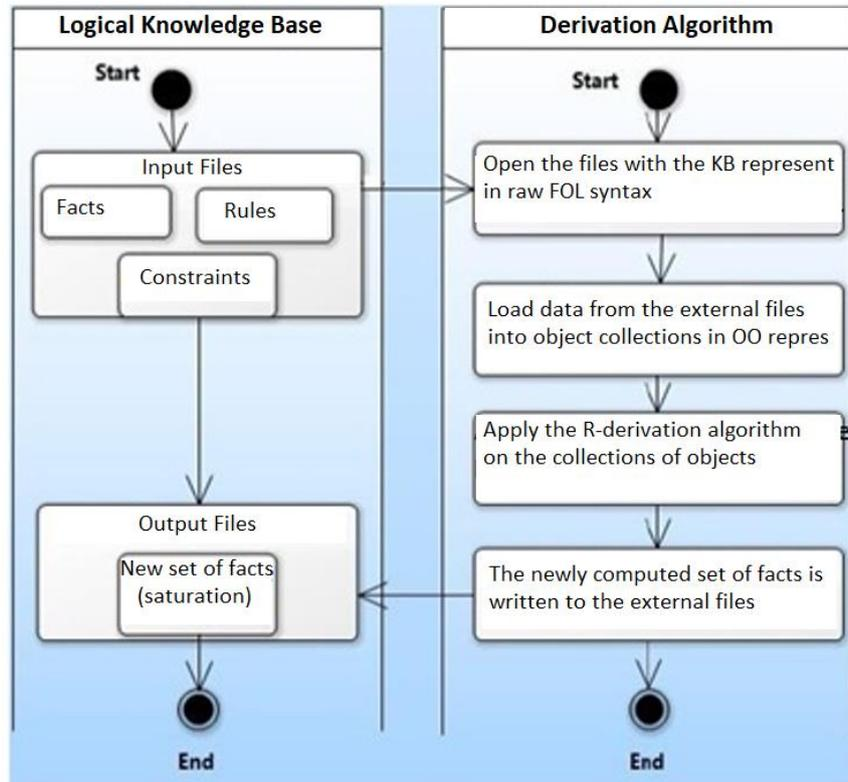 Logical Knowledge Base
Start
Input Files
Facts
Rules
Constraints
Output Files
New set of facts
(saturation)
End
Derivation Algorithm
Start
Open the files with the KB represent
in raw FOL syntax
Load data from the external files
into object collections in OO repres
Apply the R-derivation algorithm
on the collections of objects
The newly computed set of facts is
written to the external files
End